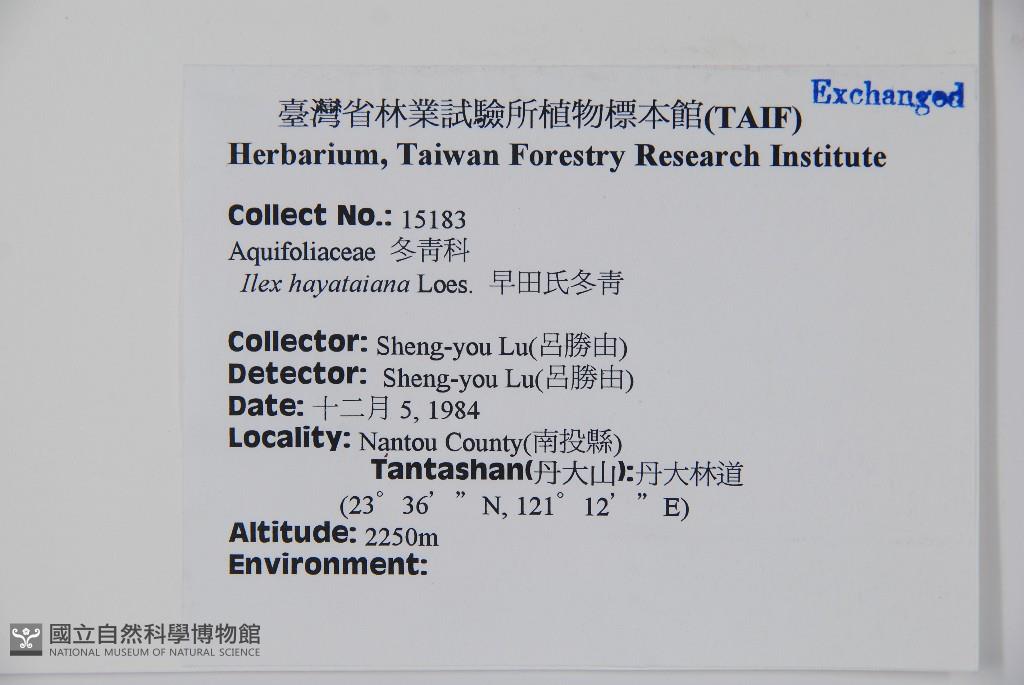 Exchanged
臺灣省林業試驗所植物標本館(TAIF)
Herbarium, Taiwan Forestry Research Institute
Collect No.: 15183
Aquifoliaceae 冬青科
Ilex hayataiana Loes. 早田氏冬青
Collector: Sheng-you Lu(呂勝由)
Detector: Sheng-you Lu(呂勝由)
Date: 十二月 5, 1984
Locality: Nantou County(南投縣)
Tantashan(丹大山):丹大林道
(23° 36’ ” N, 121° 12’ ” E)
Altitude: 2250m
Environment:
國立自然科學博物館
NATIONAL MUSEUM OF NATURAL SCIENCE